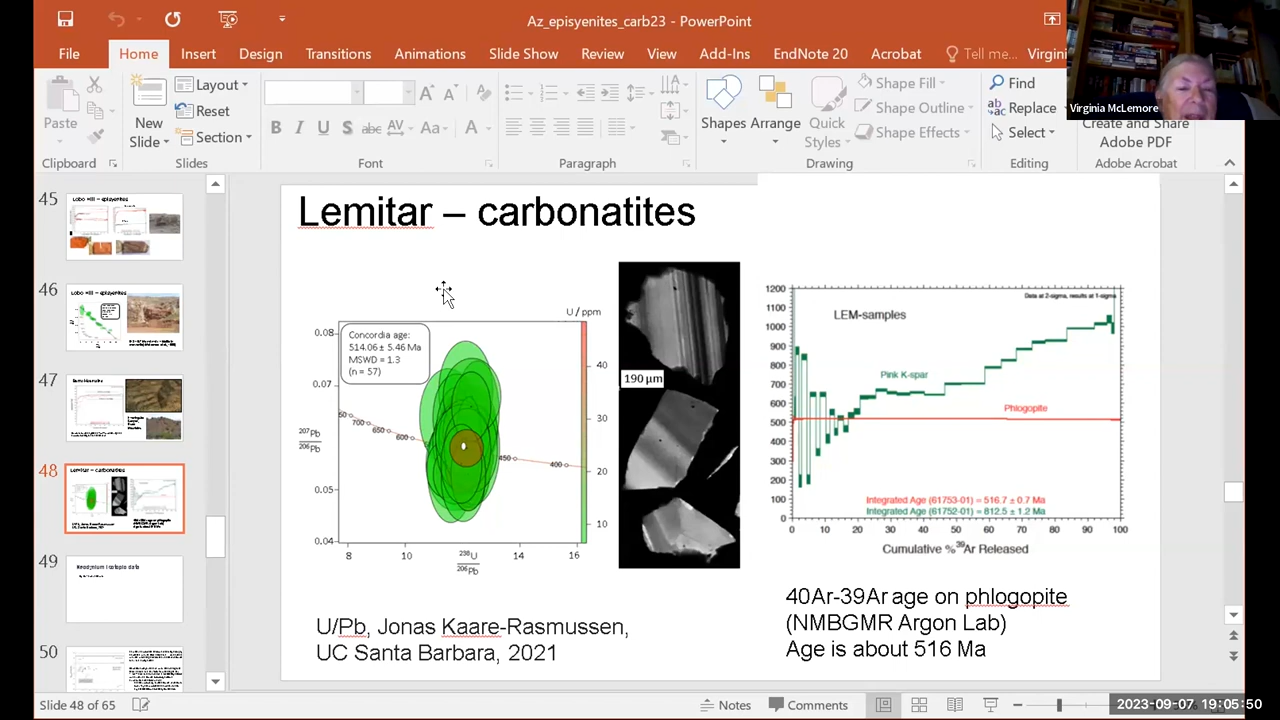 Az_episyenites_carb23 - PowerPoint
File Home Insert Design Transitions Animations Slide Show Review View Add-Ins EndNote 20 Acrobat Tell me... Virgini
Virginia McLemore
Paste
Clipboard
New
Slide
Layout
Reset
Section
Slides
B I U S abc AV Aa A
Font
Paragraph
Shapes
Arrange
Quick
Styles
Shape Fill
Shape Outline
Shape Effects
Drawing
Find
Replace
Select
Editing
Create and Share
Adobe PDF
Adobe Acrobat
45
46
47
48
Lemitar – carbonatites
49
Neodymium isotopic data
50
Lemitar – carbonatites
Concordia age:
514.06 ± 5.46 Ma
MSWD = 1.3
(n = 57)
U / ppm
40
30
20
10
0.08
0.07
0.05
0.04
207Pb
206Pb
700
650
600
450
400
8 10 14 16
238U
206Pb
190 µm
Data at 2-sigma, results at 1-sigma
LEM-samples
Pink K-spar
Phlogopite
Integrated Age (61753-01) = 516.7 ± 0.7 Ma
Integrated Age (61752-01) = 812.5 ± 1.2 Ma
1200
1100
1000
900
800
700
600
500
400
300
200
100
0
0 10 20 30 40 50 60 70 80 90 100
Cumulative %39Ar Released
U/Pb, Jonas Kaare-Rasmussen,
UC Santa Barbara, 2021
40Ar-39Ar age on phlogopite
(NMBGMR Argon Lab)
Age is about 516 Ma
Slide 48 of 65
Notes
Comments
2023-09-07, 19:05:50